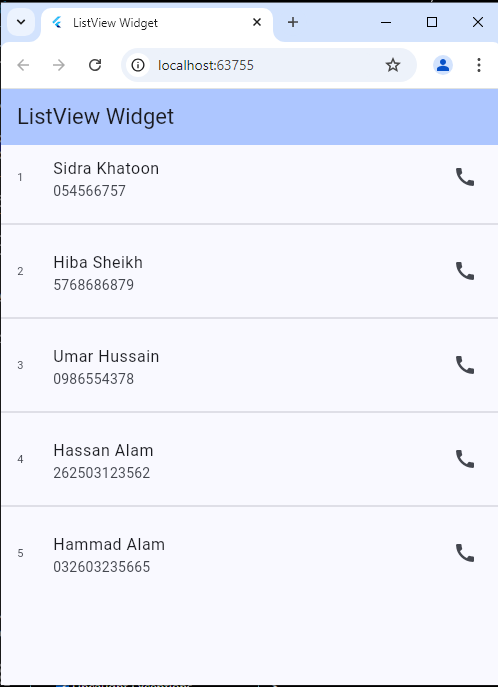 ListView Widget
localhost:63755
ListView Widget
1
Sidra Khatoon
054566757
2
Hiba Sheikh
5768686879
3
Umar Hussain
0986554378
4
Hassan Alam
262503123562
5
Hammad Alam
032603235665